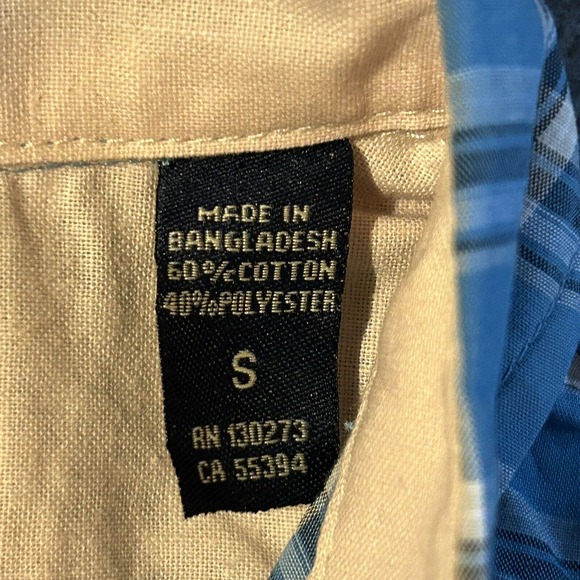 MADE IN
BANGLADESH
60% COTTON
40% POLYESTER
S
RN 130273
CA 55394